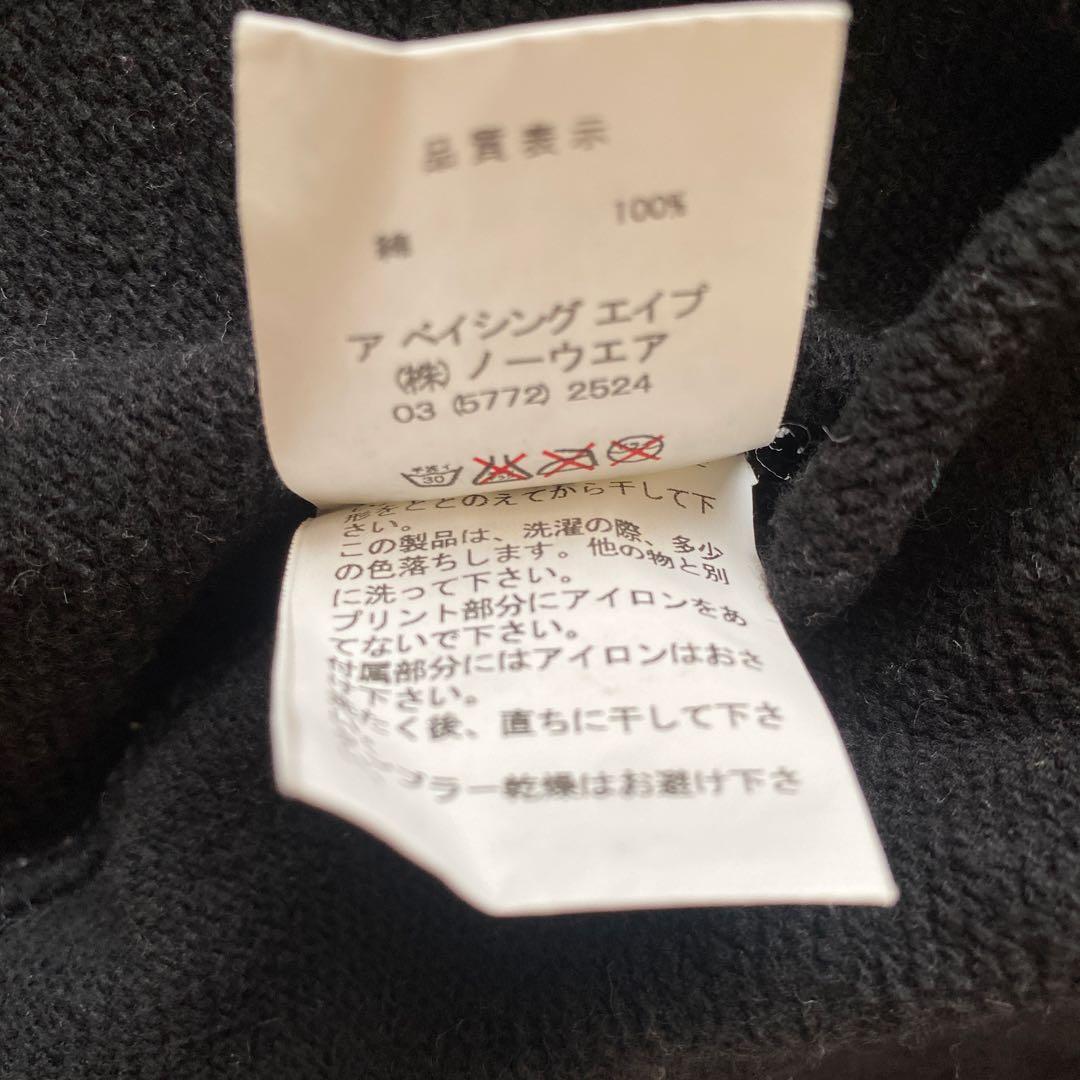 品質表示
綿 100%
ア ベイシング エイプ
(株) ノーウエア
03 (5772) 2524
手洗イ 30
形をととのえてから干して下
さい。
この製品は、洗濯の際、多少
の色落ちします。他の物と別
に洗って下さい。
プリント部分にアイロンをあ
てないで下さい。
付属部分にはアイロンはおさ
け下さい。
たく後、直ちに干して下さ
ンブラー乾燥はお避け下さ